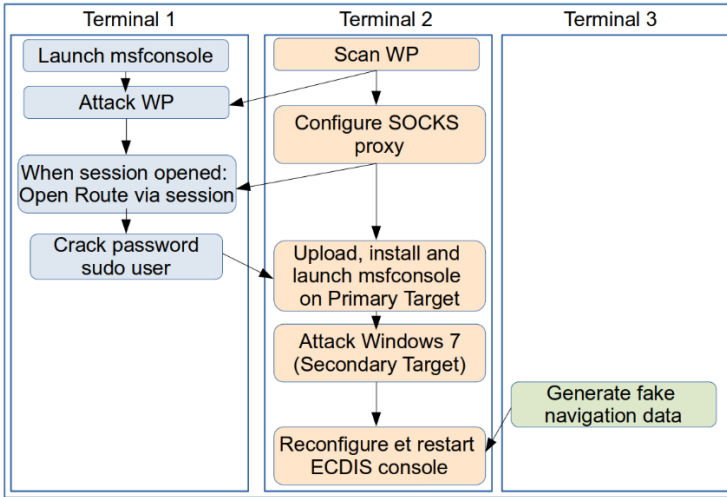 Terminal 1
Terminal 2
Terminal 3
Launch msfconsole
Scan WP
Attack WP
Configure SOCKS
proxy
When session opened:
Open Route via session
Crack password
sudo user
Upload, install and
launch msfconsole
on Primary Target
Attack Windows 7
(Secondary Target)
Generate fake
navigation data
Reconfigure et restart
ECDIS console